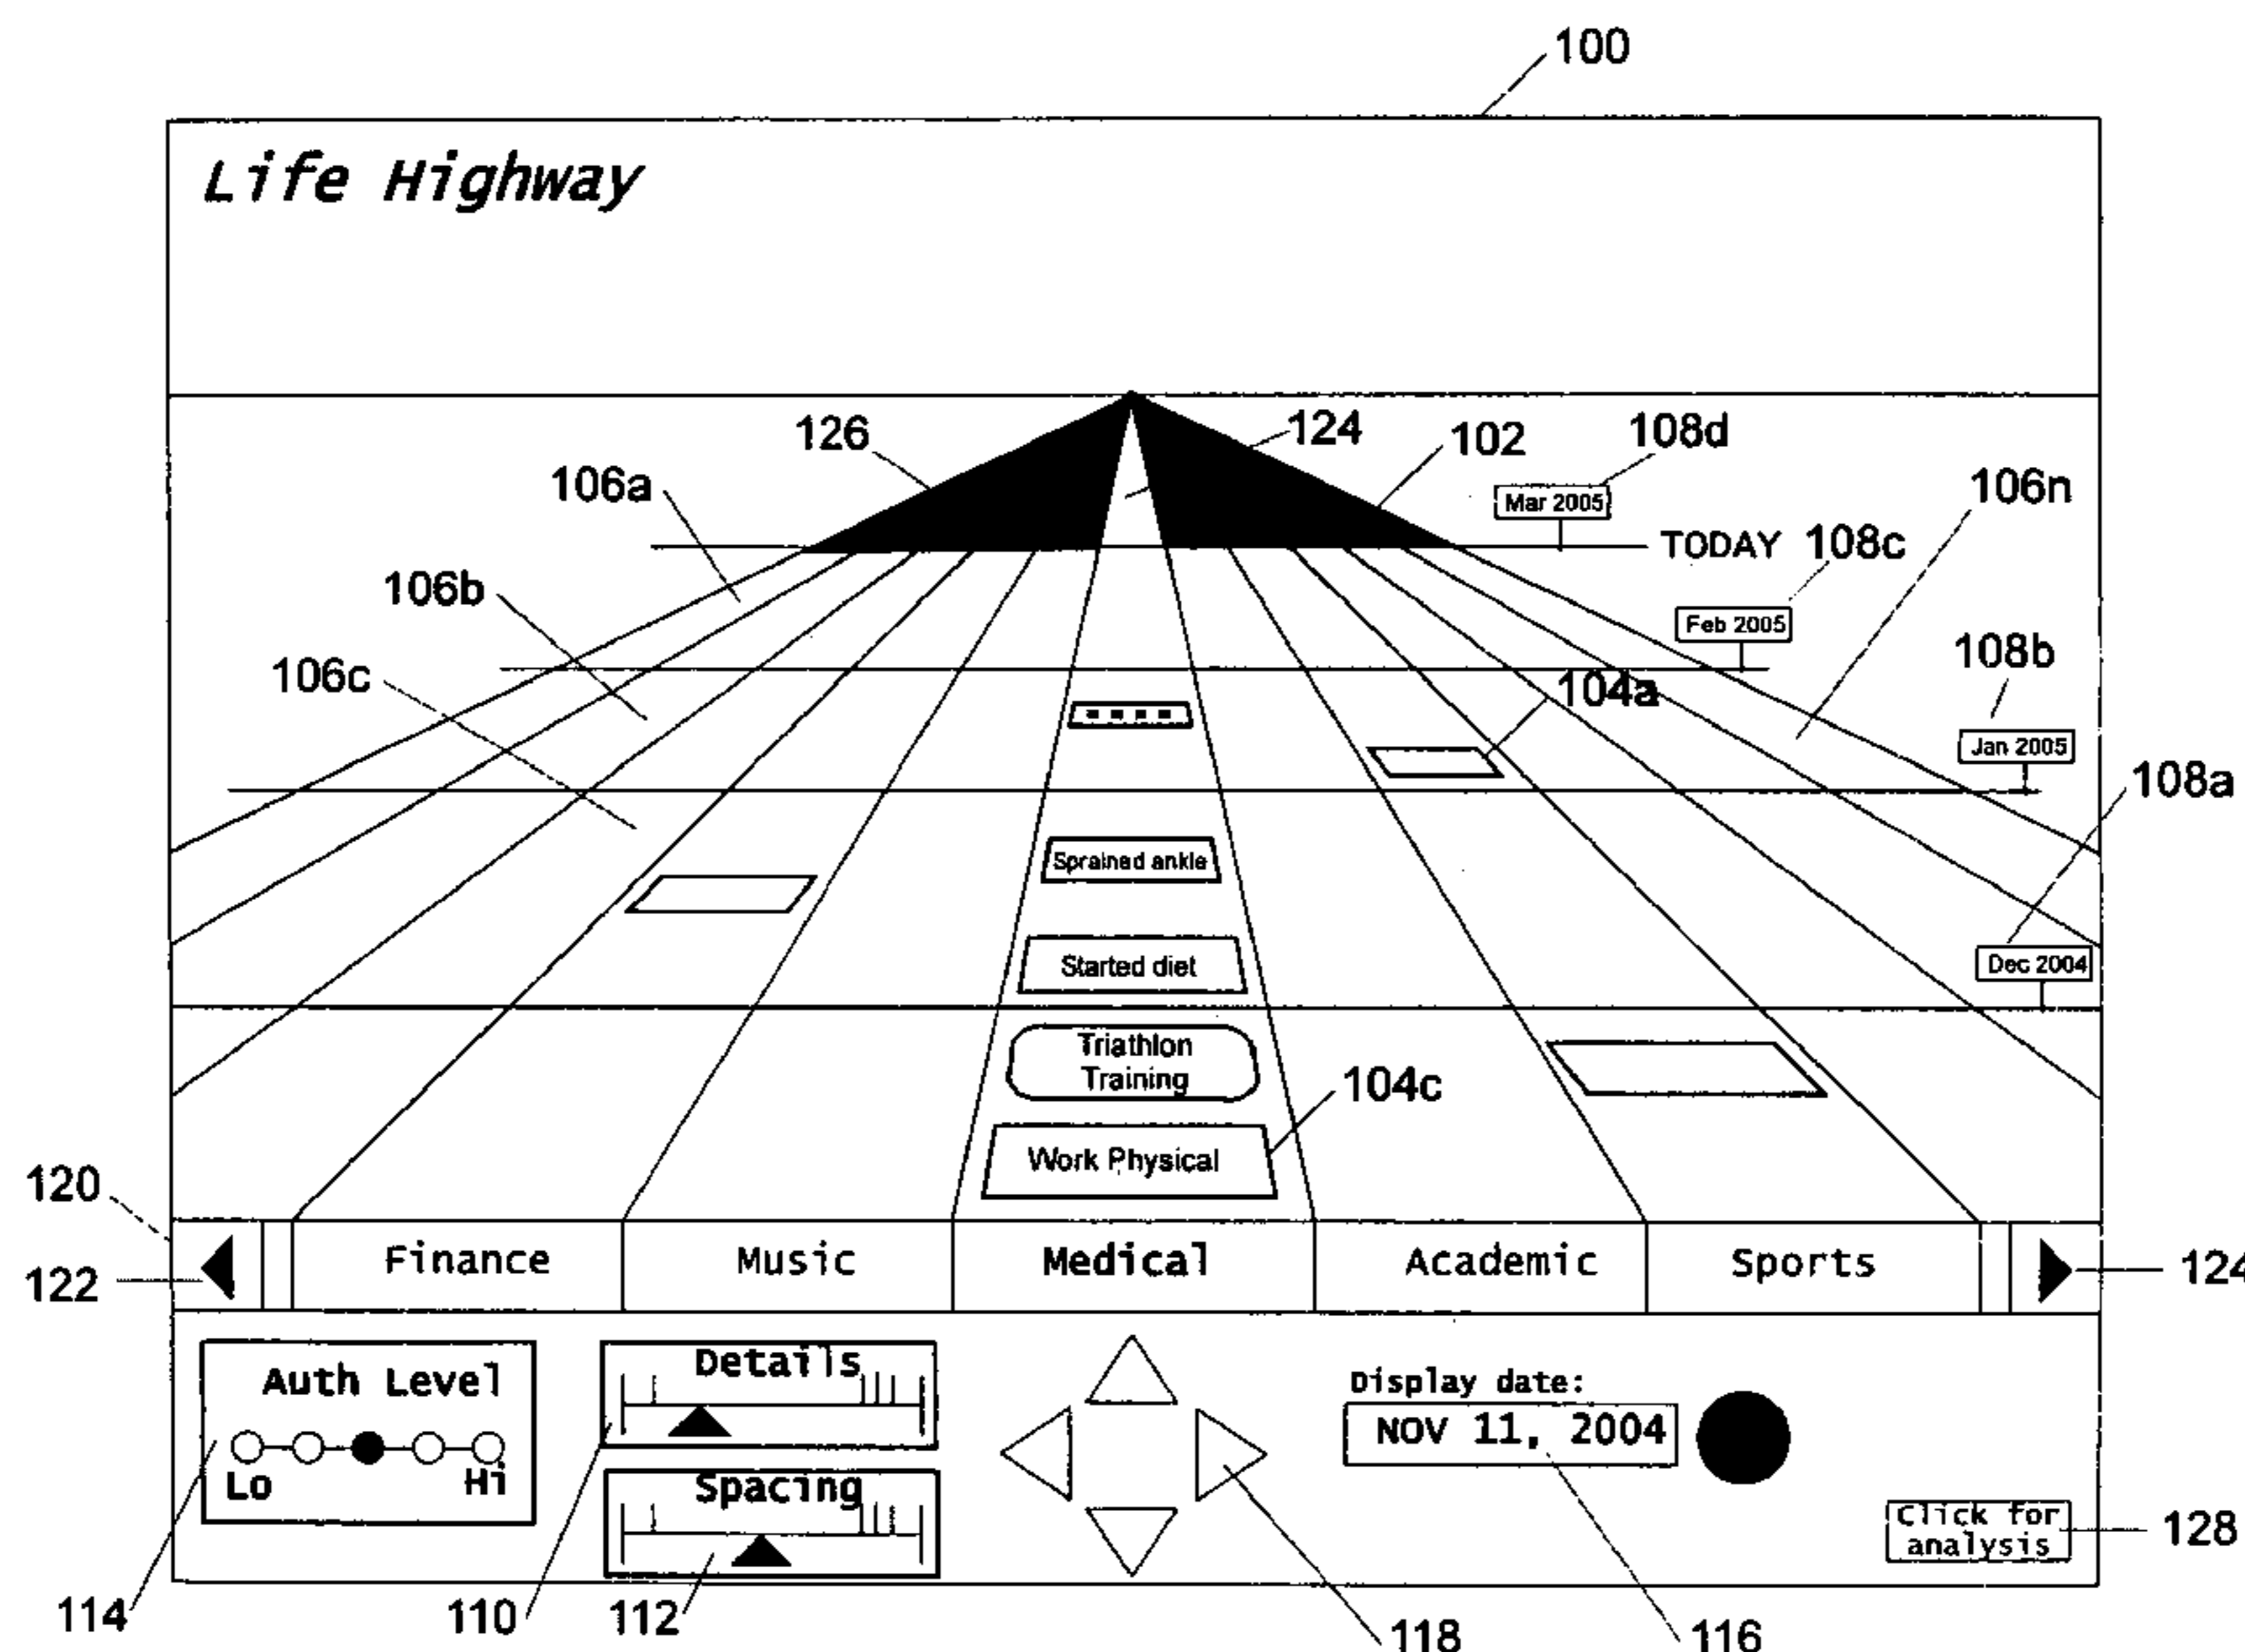 100
Life Highway
126
124
102
108d
106a
Mar 2005
106n
TODAY
108c
106b
Feb 2005
108b
106c
104a
Jan 2005
108a
Sprained ankle
Started diet
Dec 2004
Triathlon
Training
104c
Work Physical
120
Finance
Music
Medical
Academic
Sports
122
124
Auth Level
Lo
Hi
Details
Spacing
Display date:
NOV 11, 2004
Click for
analysis
128
114
110
112
118
116